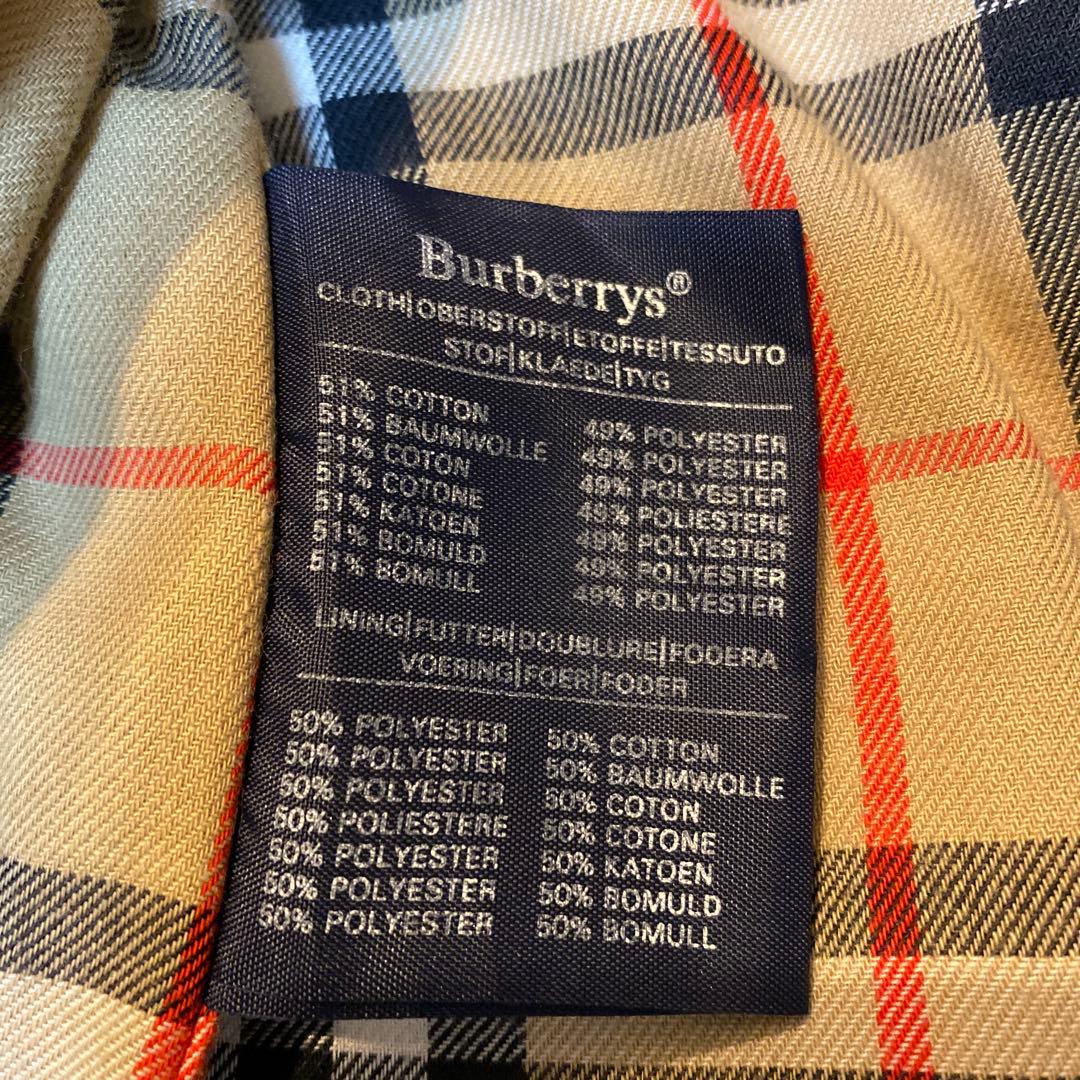 Burberrys®
CLOTH|OBERSTOFF|ETOFFE|TESSUTO
STOF|KLAEDE|TYG
51% COTTON 49% POLYESTER
51% BAUMWOLLE 49% POLYESTER
51% COTON 49% POLYESTER
51% COTONE 49% POLIESTERE
51% KATOEN 49% POLYESTER
51% BOMULD 49% POLYESTER
51% BOMULL 49% POLYESTER
LINING|FUTTER|DOUBLURE|FODERA
VOERING|FOER|FODER
50% POLYESTER 50% COTTON
50% POLYESTER 50% BAUMWOLLE
50% POLYESTER 50% COTON
50% POLIESTERE 50% COTONE
50% POLYESTER 50% KATOEN
50% POLYESTER 50% BOMULD
50% POLYESTER 50% BOMULL